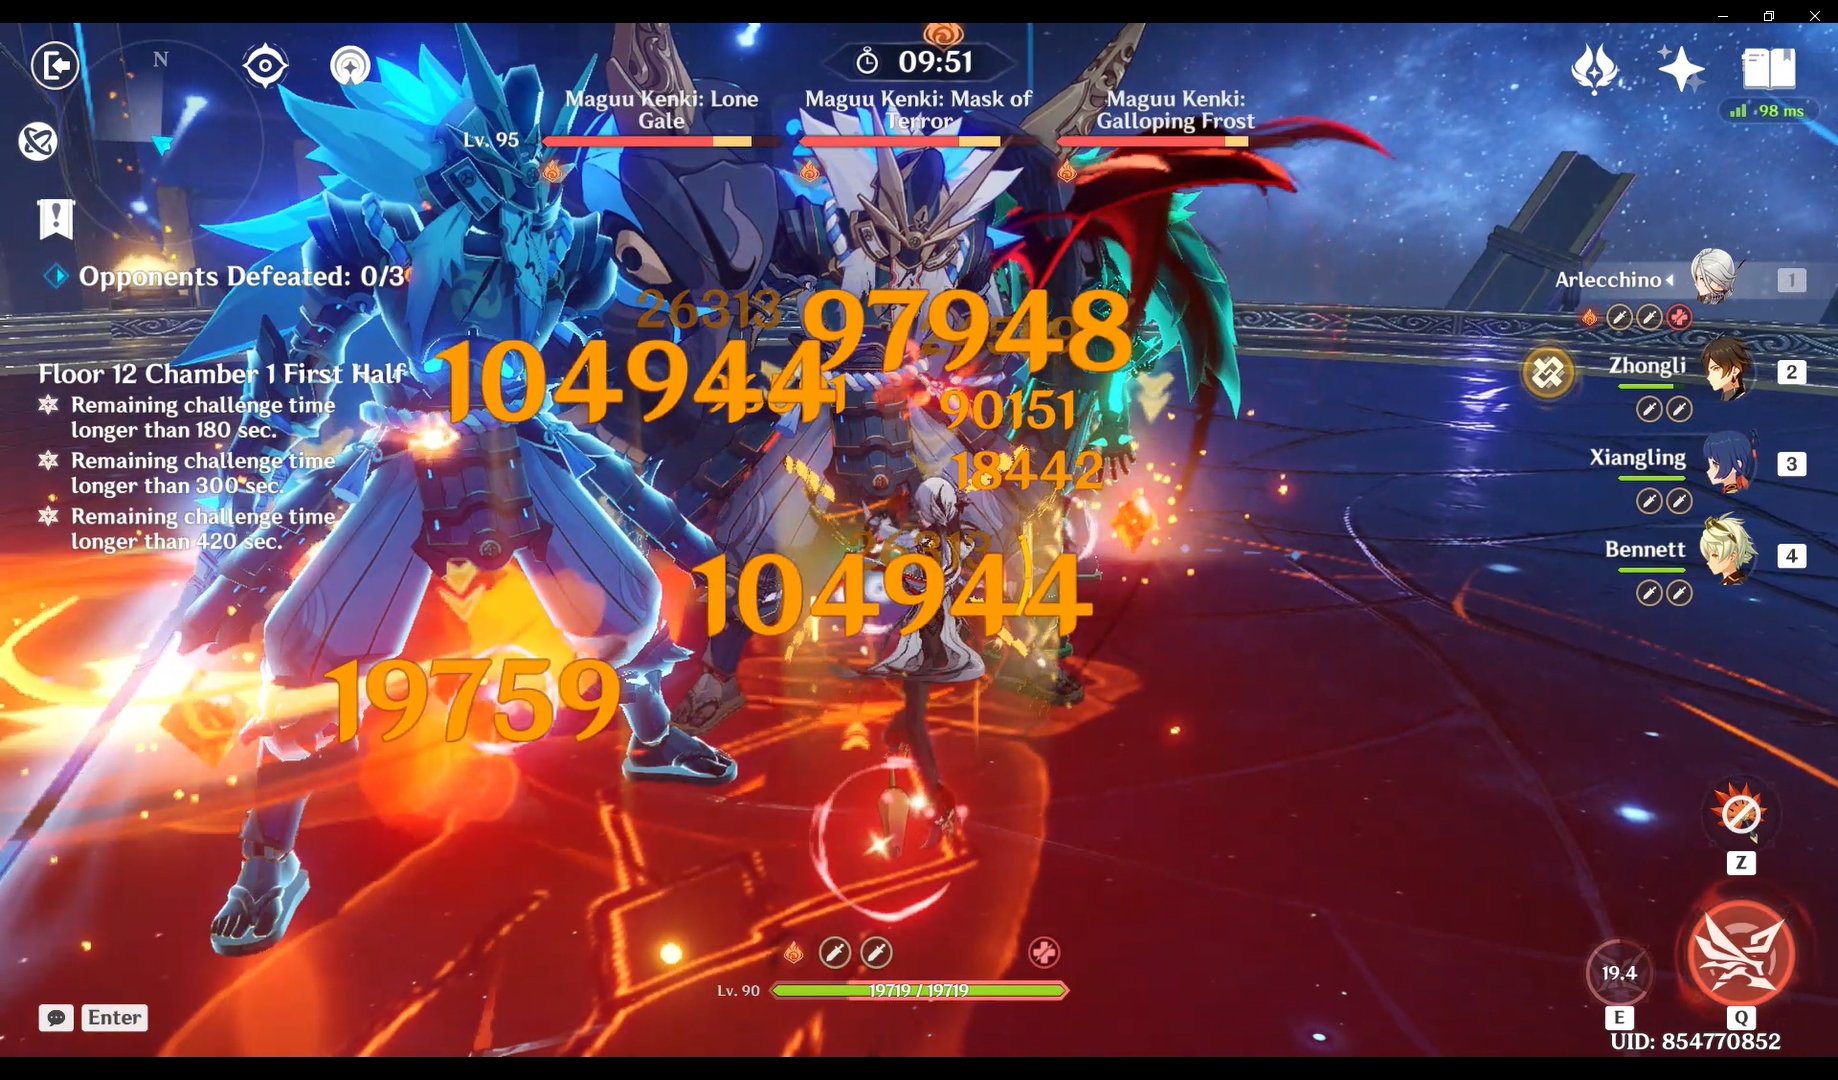 N
09:51
98 ms
Maguu Kenki: Lone
Gale
Maguu Kenki: Mask of
Terror
Maguu Kenki:
Galloping Frost
Lv. 95
Opponents Defeated: 0/3
Floor 12 Chamber 1 First Half
Remaining challenge time
longer than 180 sec.
Remaining challenge time
longer than 300 sec.
Remaining challenge time
longer than 420 sec.
26313
97948
104944
90151
18442
26313
104944
19759
Arlecchino
1
Zhongli
2
Xiangling
3
Bennett
4
Z
19.4
E
Q
Lv. 90
19719 / 19719
Enter
UID: 854770852